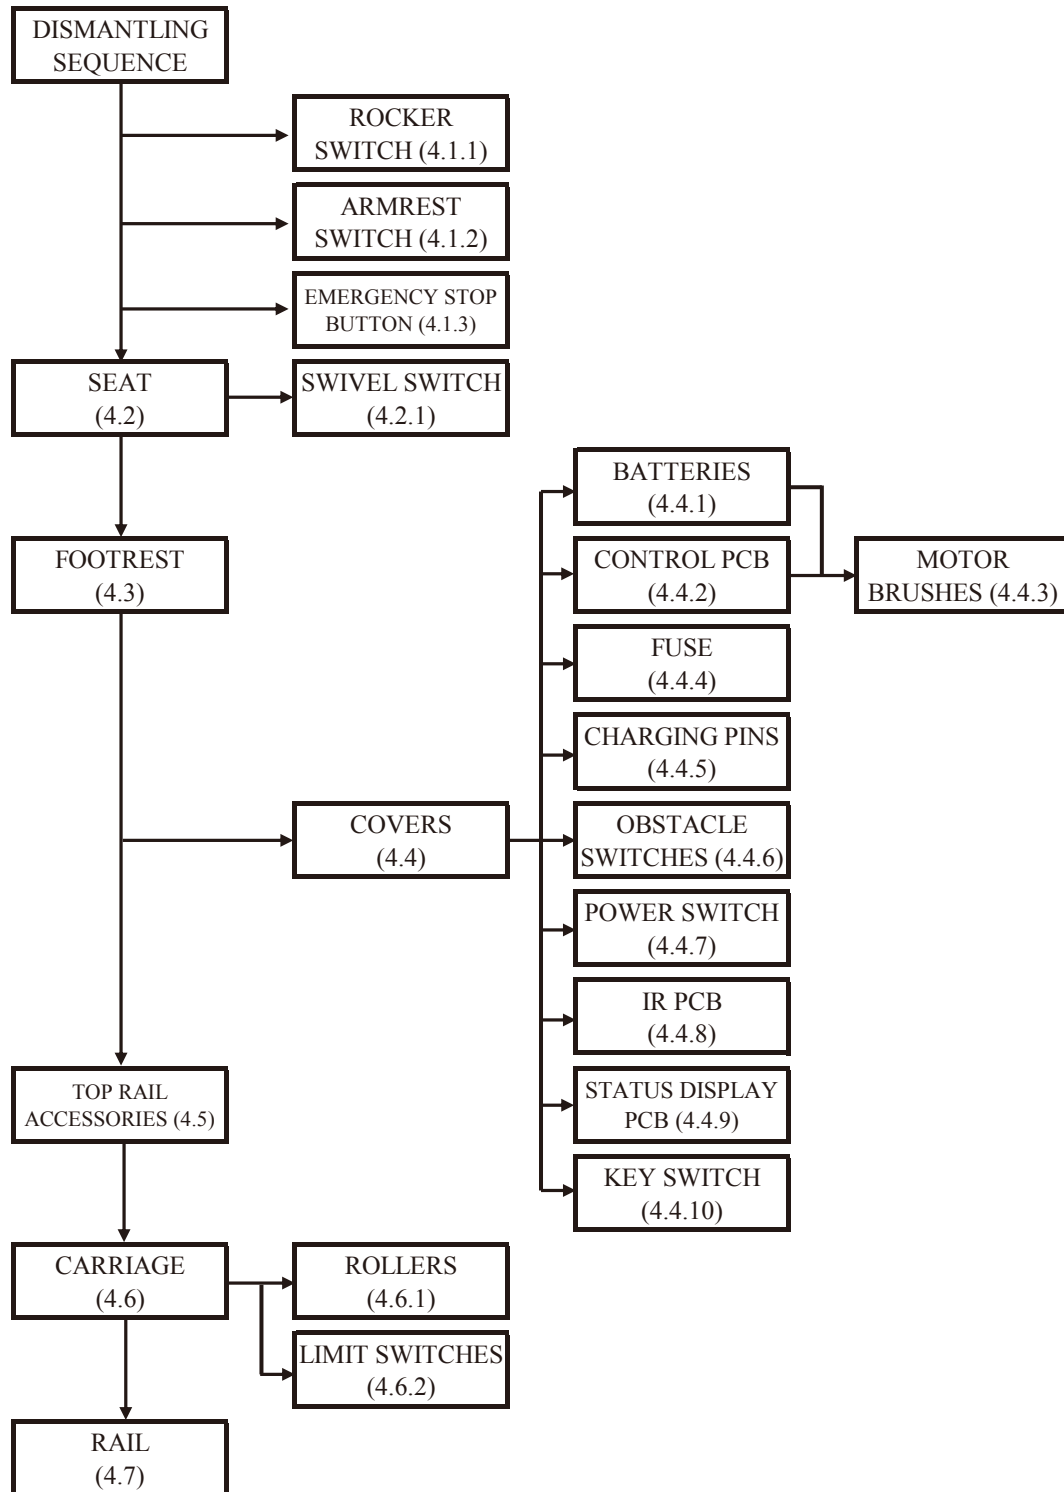 DISMANTLING
SEQUENCE
ROCKER
SWITCH (4.1.1)
ARMREST
SWITCH (4.1.2)
EMERGENCY STOP
BUTTON (4.1.3)
SEAT
(4.2)
SWIVEL SWITCH
(4.2.1)
FOOTREST
(4.3)
COVERS
(4.4)
BATTERIES
(4.4.1)
CONTROL PCB
(4.4.2)
MOTOR
BRUSHES (4.4.3)
FUSE
(4.4.4)
CHARGING PINS
(4.4.5)
OBSTACLE
SWITCHES (4.4.6)
POWER SWITCH
(4.4.7)
IR PCB
(4.4.8)
STATUS DISPLAY
PCB (4.4.9)
KEY SWITCH
(4.4.10)
TOP RAIL
ACCESSORIES (4.5)
CARRIAGE
(4.6)
ROLLERS
(4.6.1)
LIMIT SWITCHES
(4.6.2)
RAIL
(4.7)